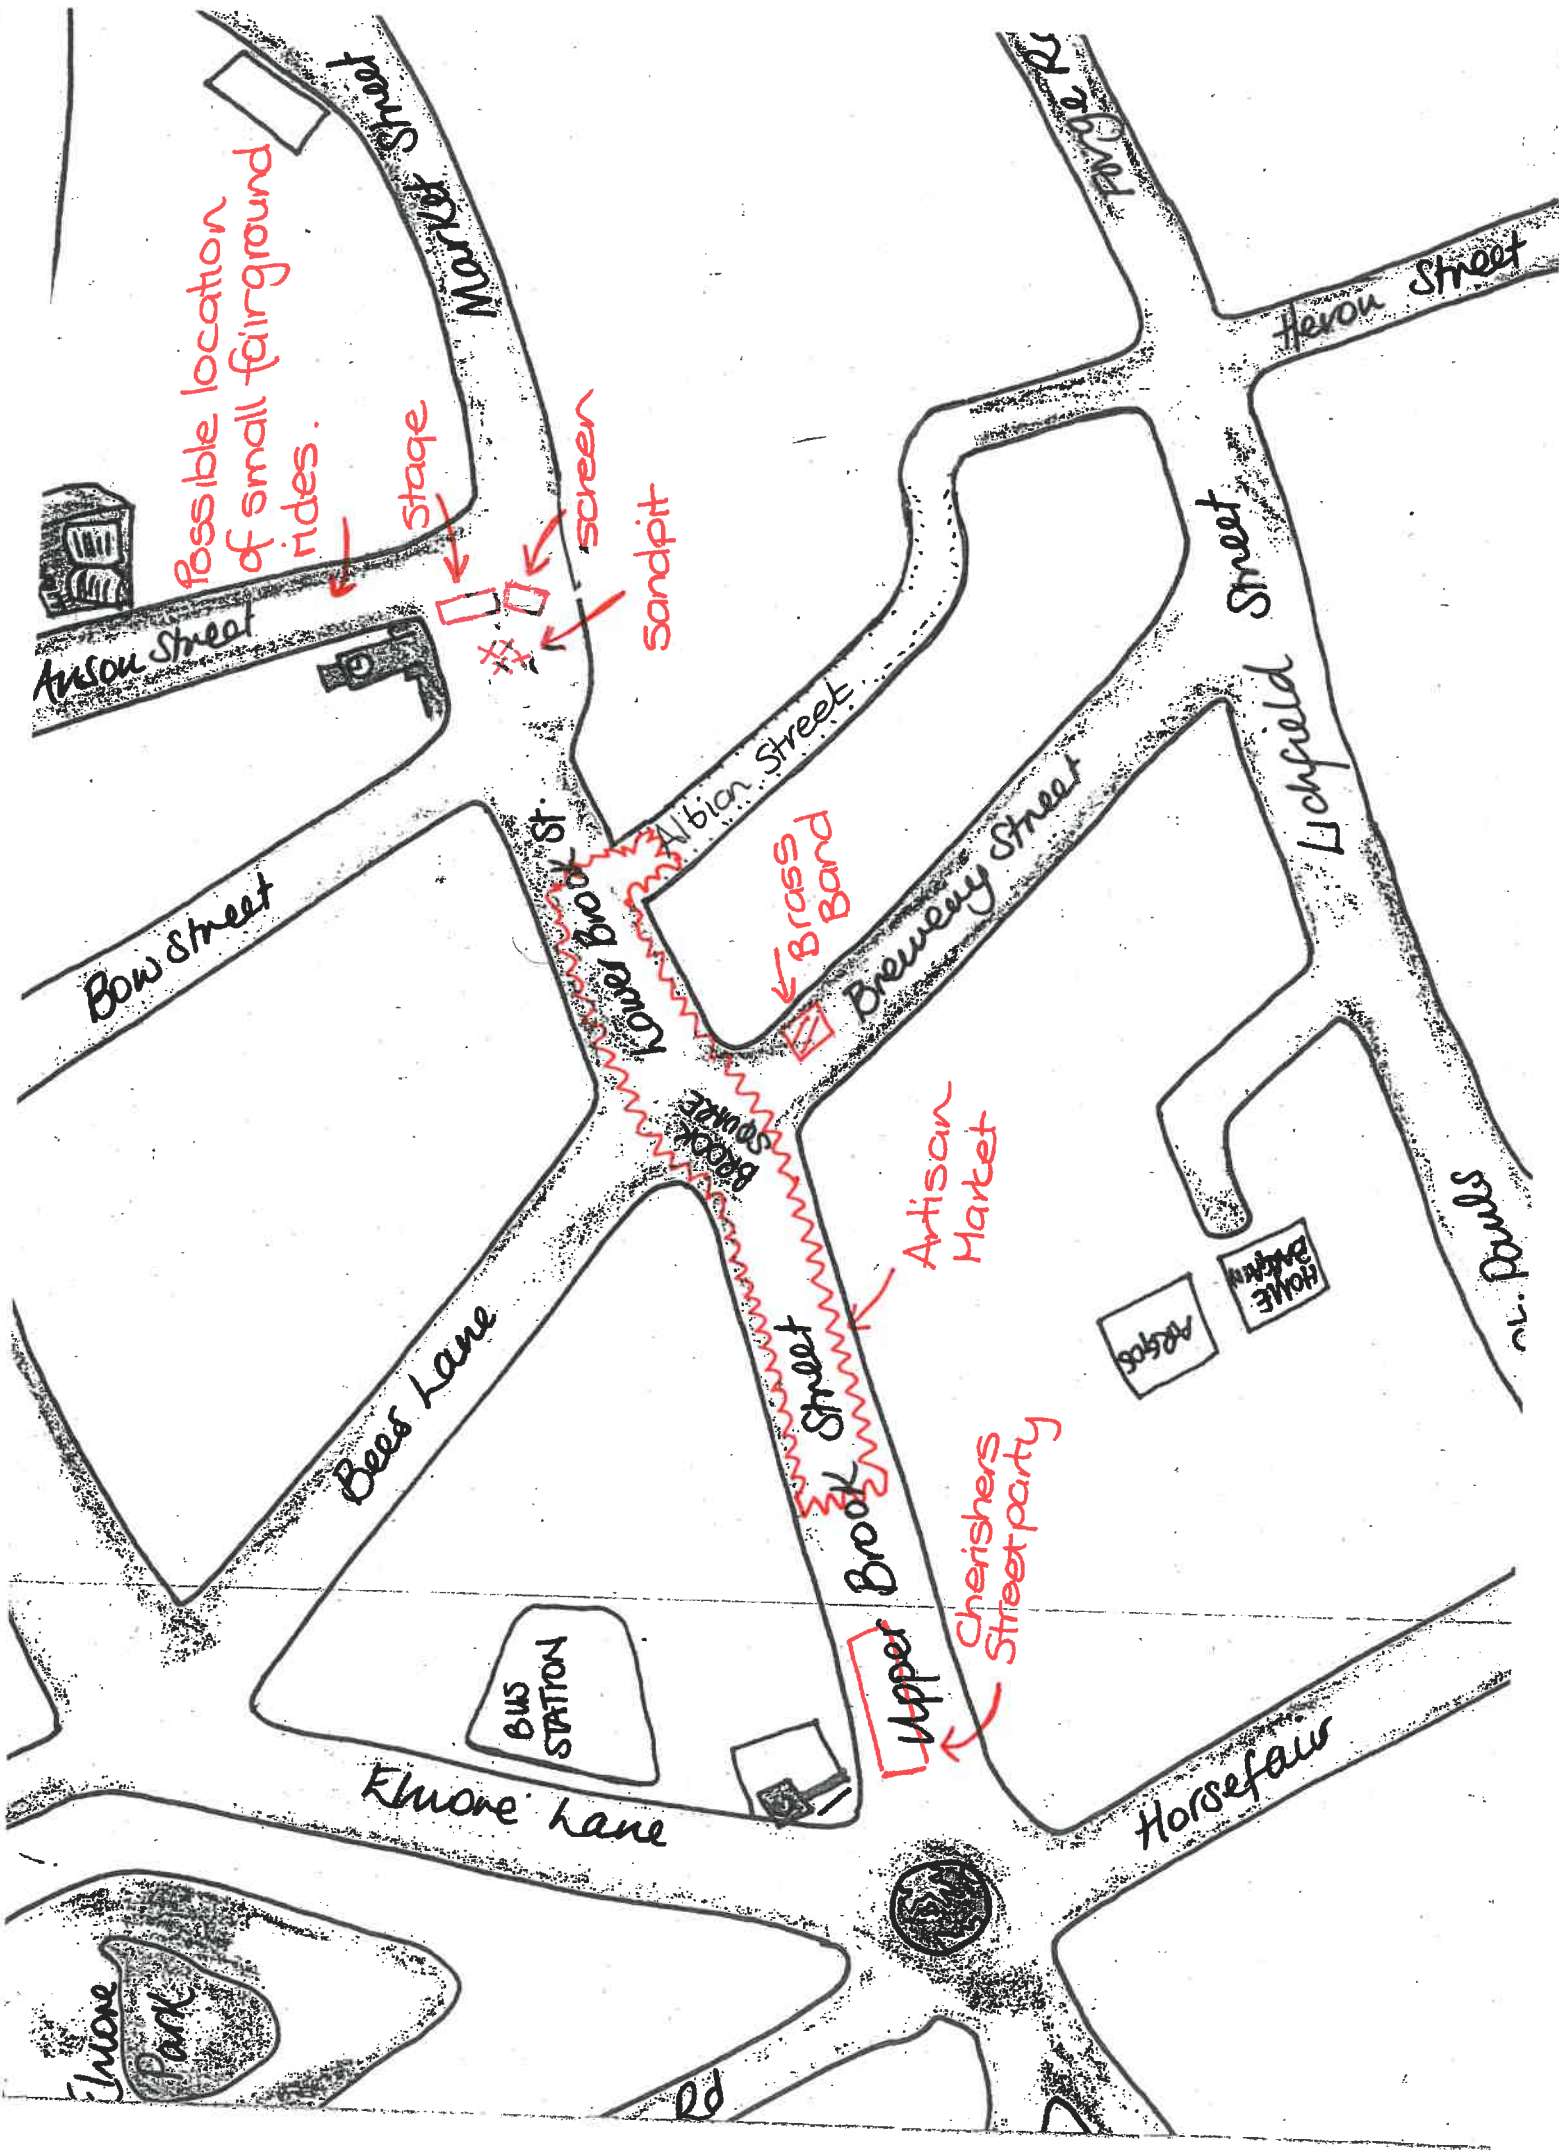 Possible location
of small fairground
rides.
Market Street
Stage
screen
sandpit
Anson Street
Bow Street
Lower Brook St.
Albion Street
Brass
Band
Brewery Street
BROOK
SQUARE
Artisan
Market
Bees Lane
Upper Brook Street
Cherishers
Street party
BUS
STATION
Elmore Lane
Elmore
Park
Rd
Horsefair
ARGOS
HOME
BARGAIN
Lichfield Street
Heron Street